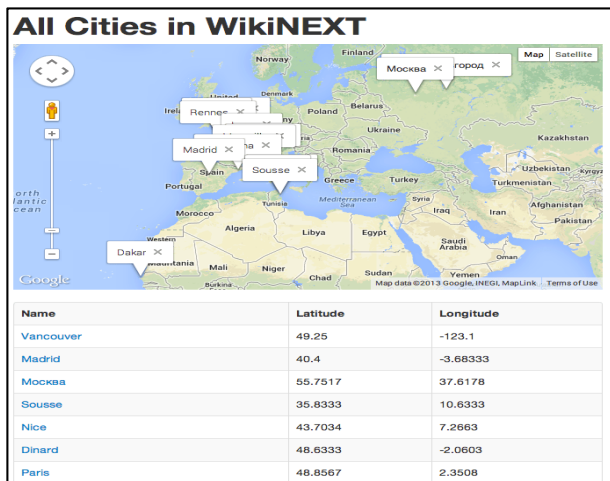 All Cities in WikiNEXT
Finland
Norway
Map Satellite
Москва ×
город ×
Denmark
Rennes ×
Poland
Belarus
Ukraine
Kazakhstan
Madrid ×
Romania
Spain
Sousse ×
Greece
Turkey
Uzbekistan
Turkmenistan
Portugal
Mediterranean
Sea
Syria
Afghanistan
Morocco
Tunisia
Iraq
Iran
Pakistan
Algeria
Libya
Egypt
Saudi
Arabia
Western
Dakar ×
Oman
Mali
Niger
Sudan
Yemen
Google
Burkina
Chad
Map data ©2013 Google, INEGI, MapLink Terms of Use
Name Latitude Longitude
Vancouver 49.25 -123.1
Madrid 40.4 -3.68333
Москва 55.7517 37.6178
Sousse 35.8333 10.6333
Nice 43.7034 7.2663
Dinard 48.6333 -2.0603
Paris 48.8567 2.3508